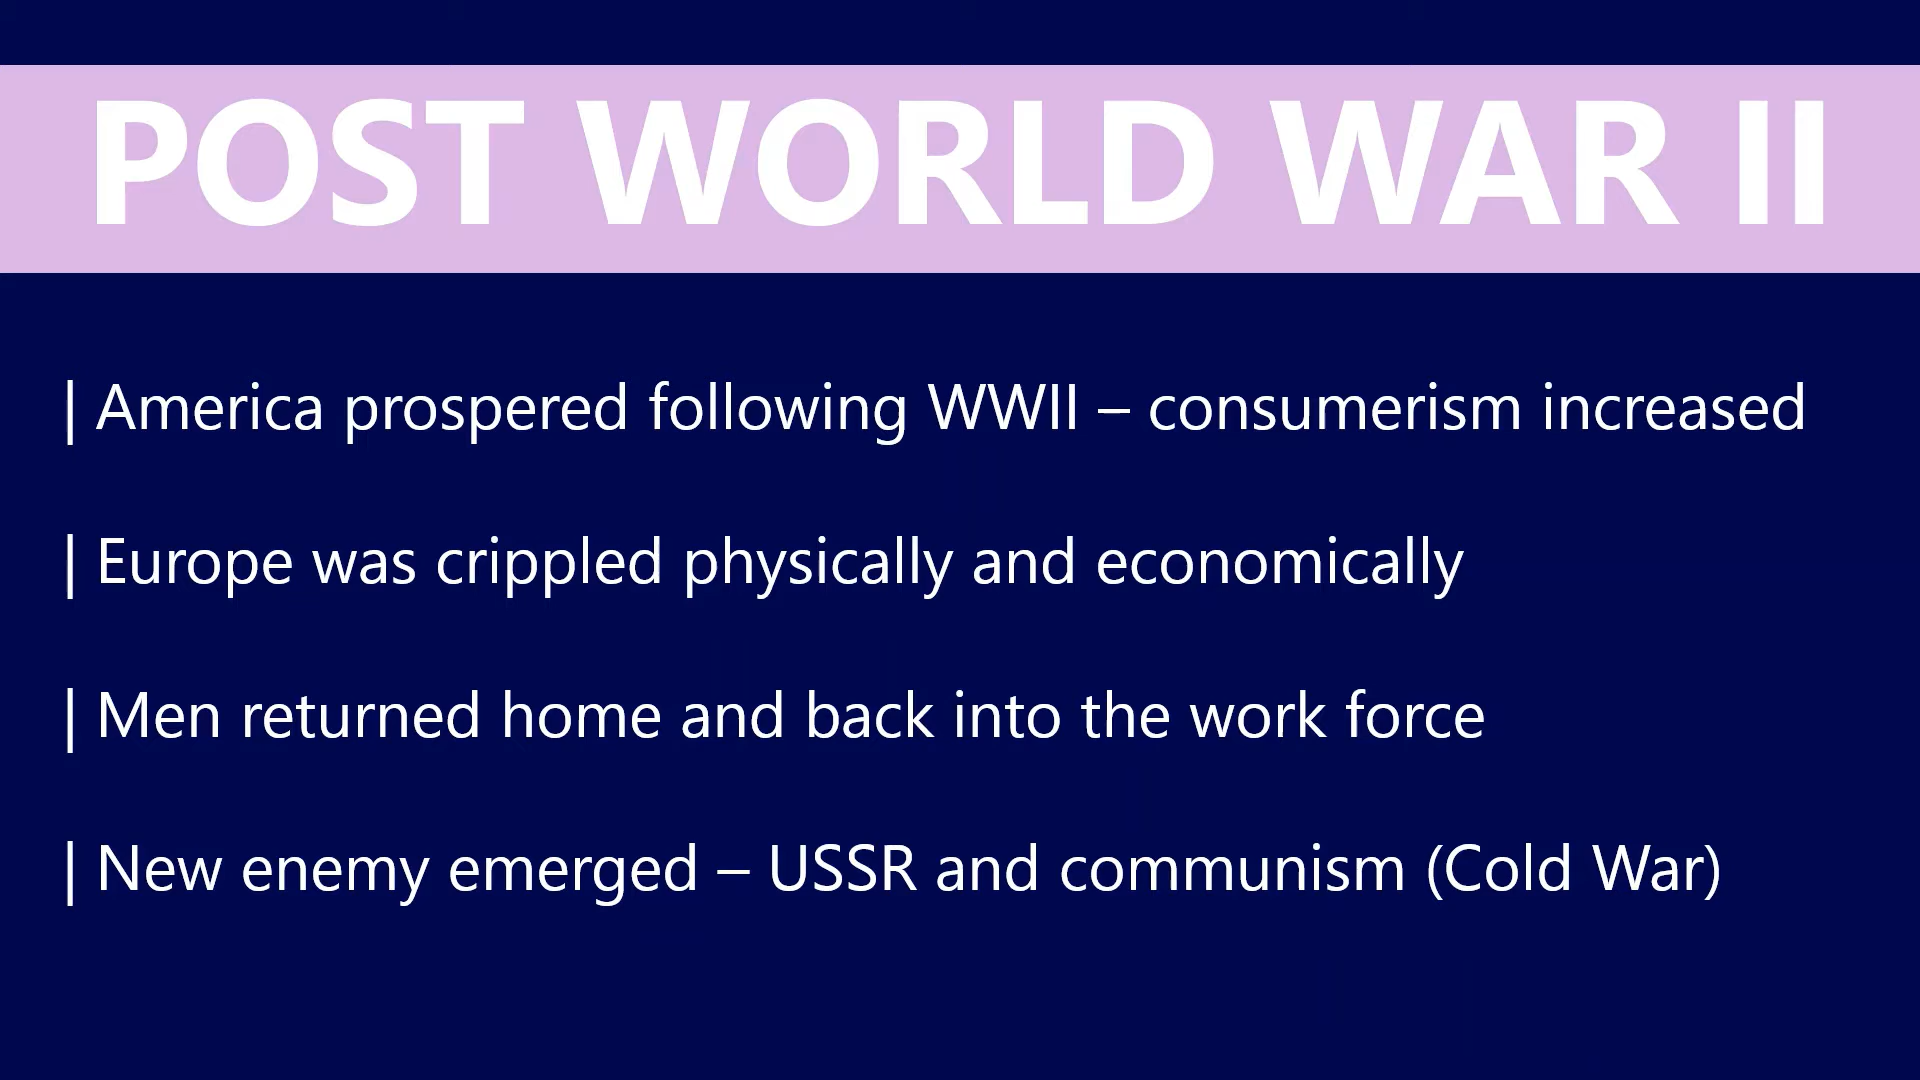 POST WORLD WAR II
| America prospered following WWII – consumerism increased
| Europe was crippled physically and economically
| Men returned home and back into the work force
| New enemy emerged – USSR and communism (Cold War)